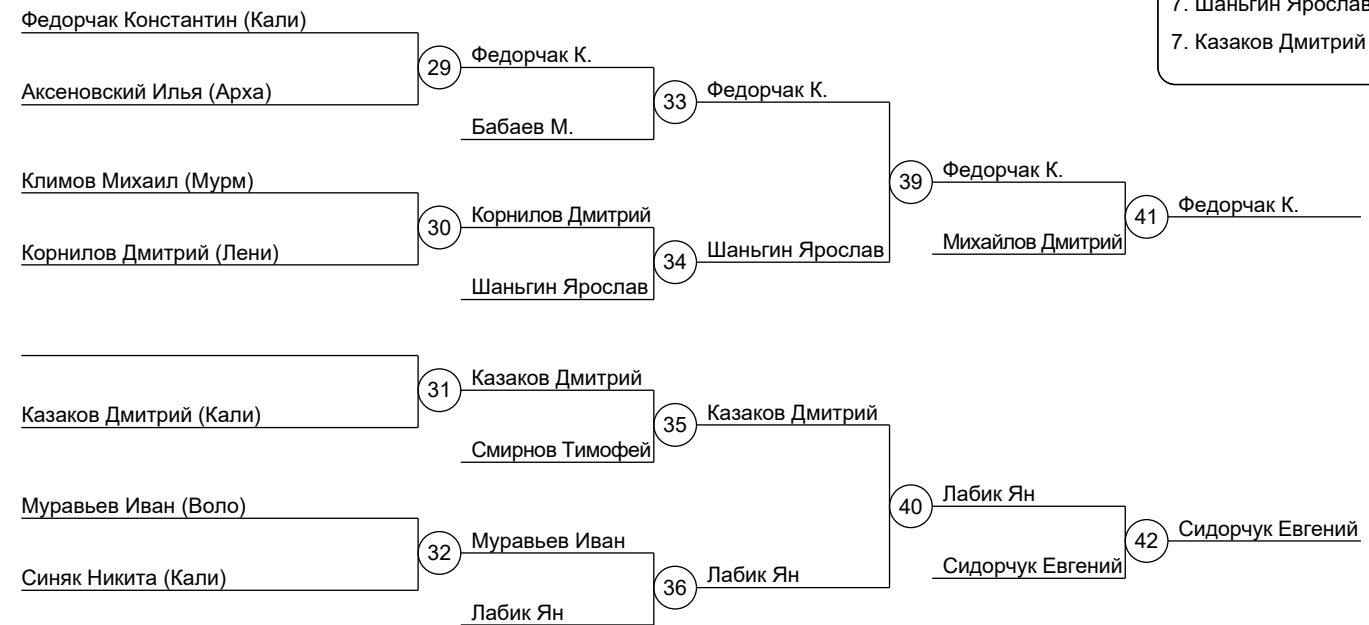 7. Шаньгин Ярослав
7. Казаков Дмитрий
Федорчак Константин (Кали)
29
Федорчак К.
Аксеновский Илья (Арха)
33
Федорчак К.
Бабаев М.
Климов Михаил (Мурм)
39
Федорчак К.
30
Корнилов Дмитрий
41
Федорчак К.
Корнилов Дмитрий (Лени)
34
Шаньгин Ярослав
Михайлов Дмитрий
Шаньгин Ярослав
31
Казаков Дмитрий
Казаков Дмитрий (Кали)
35
Казаков Дмитрий
Смирнов Тимофей
Муравьев Иван (Воло)
40
Лабик Ян
32
Муравьев Иван
42
Сидорчук Евгений
Синяк Никита (Кали)
36
Лабик Ян
Сидорчук Евгений
Лабик Ян